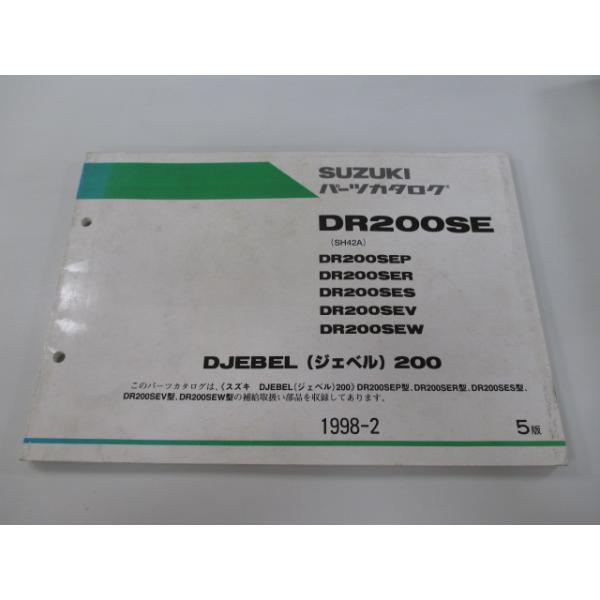 SUZUKI
パーツカタログ
DR200SE
(SH42A)
DR200SEP
DR200SER
DR200SES
DR200SEV
DR200SEW
DJEBEL (ジェベル) 200
このパーツカタログは、(スズキ DJEBEL(ジェベル)200) DR200SEP型、DR200SER型、DR200SES型、
DR200SEV型、DR200SEW型の補給取扱い部品を収録してあります。
1998-2 5版